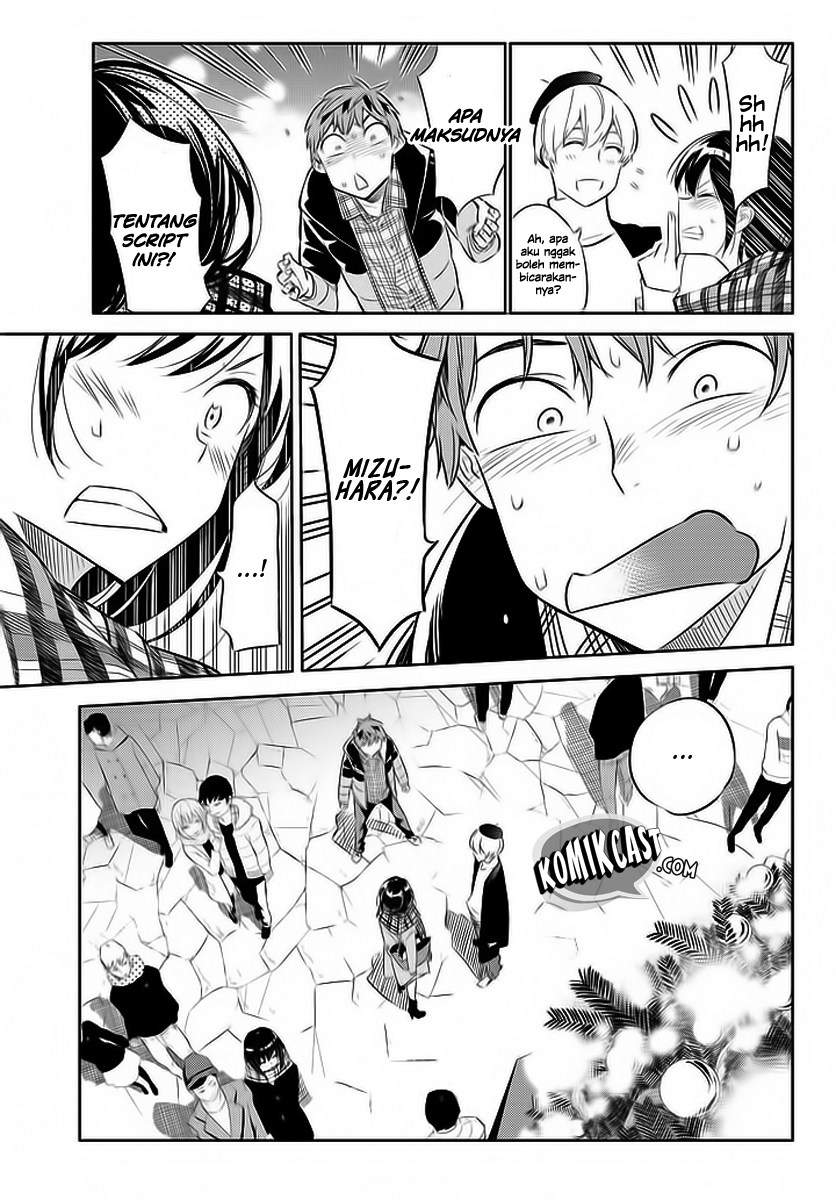 Sh
hh
hh!
Ah, apa
aku nggak
boleh mem-
bicarakan-
nya?
APA
MAKSUDNYA
TENTANG
SCRIPT
INI?!
MIZU-
HARA?!
...!
...
KOMIKCAST
.COM